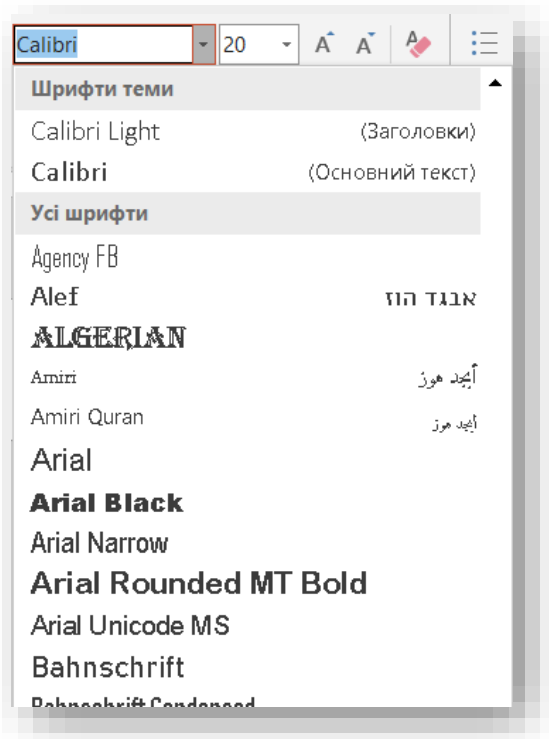 Calibri 20 A A A
Шрифти теми
Calibri Light (Заголовки)
Calibri (Основний текст)
Усі шрифти
Agency FB
Alef אבגד הוז
ALGERIAN
Amiri أبجد هوز
Amiri Quran أبجد هوز
Arial
Arial Black
Arial Narrow
Arial Rounded MT Bold
Arial Unicode MS
Bahnschrift
Bahnschrift Condensed